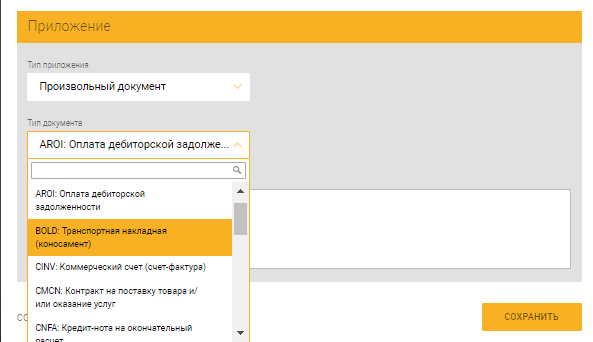 Приложение
Тип приложения
Произвольный документ
Тип документа
AROI: Оплата дебиторской задолже...
AROI: Оплата дебиторской
задолженности
BOLD: Транспортная накладная
(коносамент)
CINV: Коммерческий счет (счет-фактура)
CMCN: Контракт на поставку товара и/
или оказание услуг
CNFA: Кредит-нота на окончательный
расчет
СОХРАНИТЬ